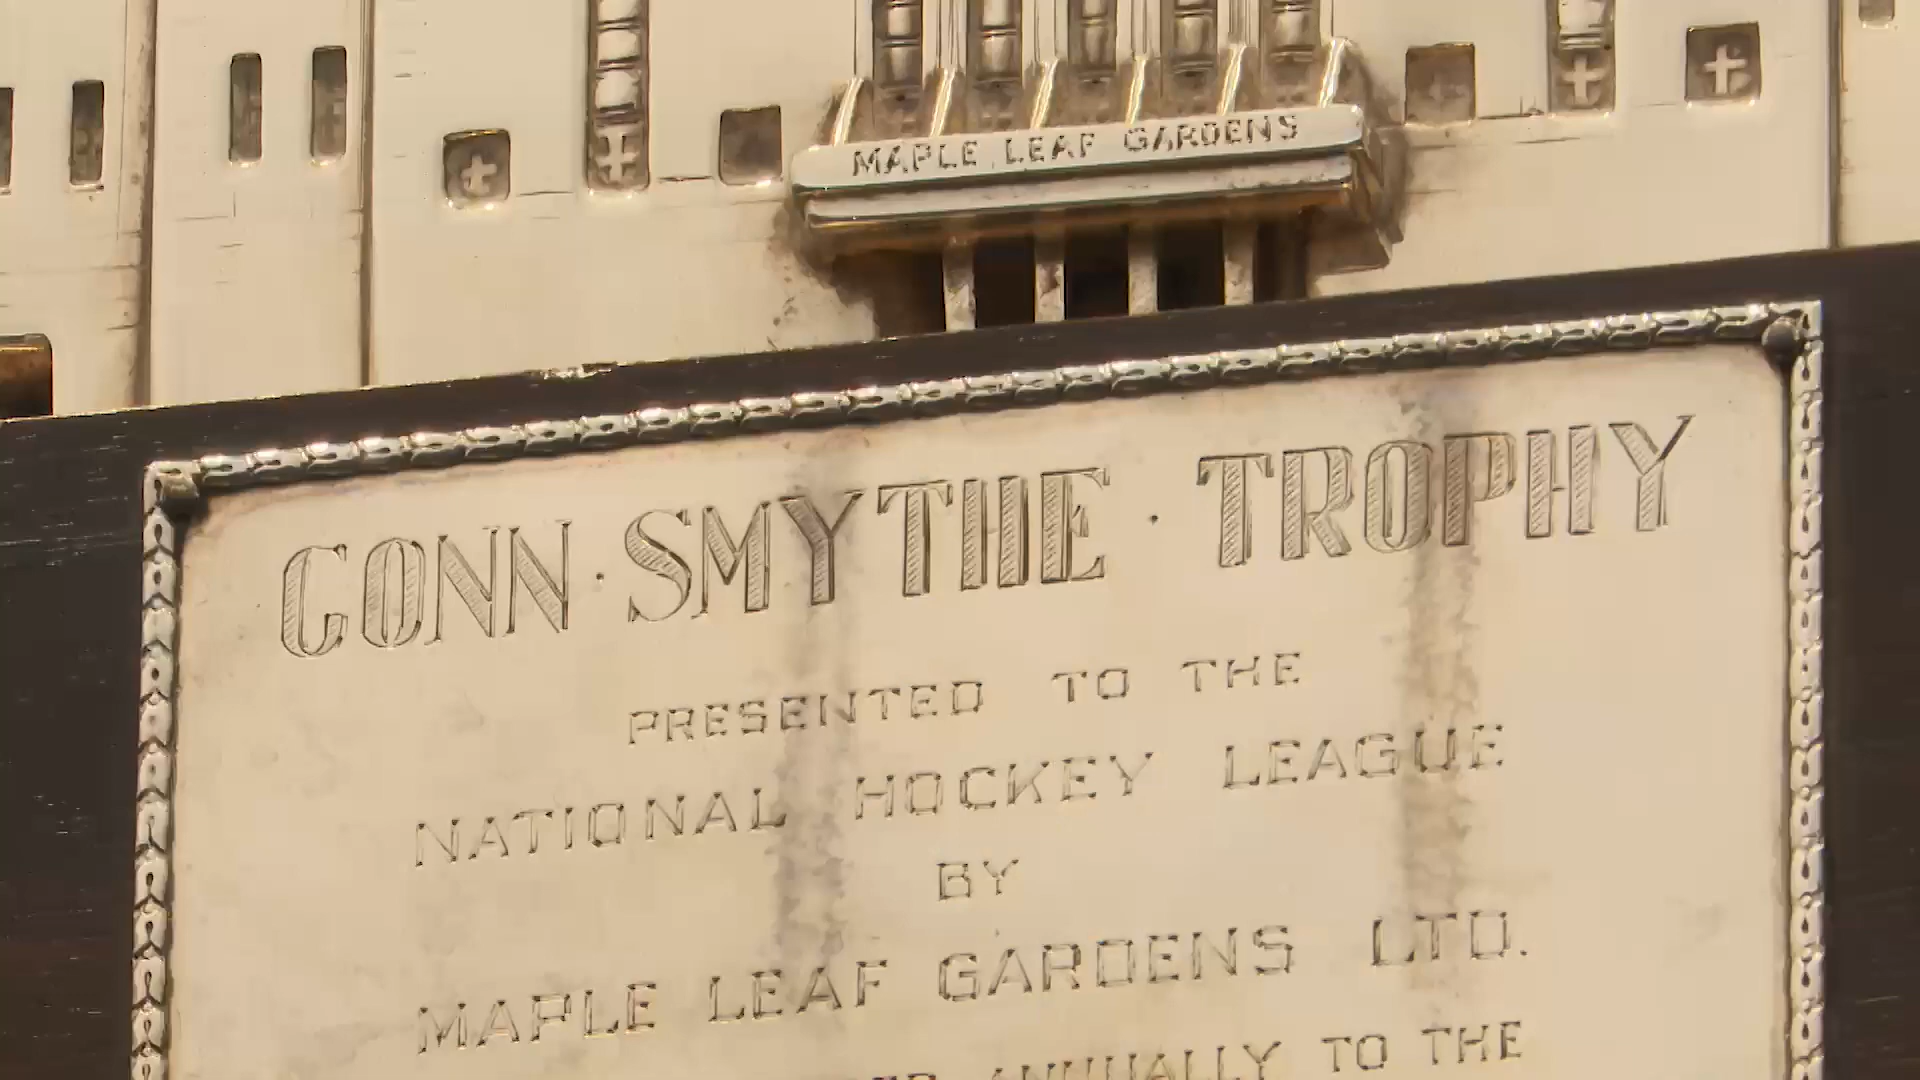 MAPLE LEAF GARDENS
CONN · SMYTHE · TROPHY
PRESENTED TO THE
NATIONAL HOCKEY LEAGUE
BY
MAPLE LEAF GARDENS LTD.
ANNUALLY TO THE